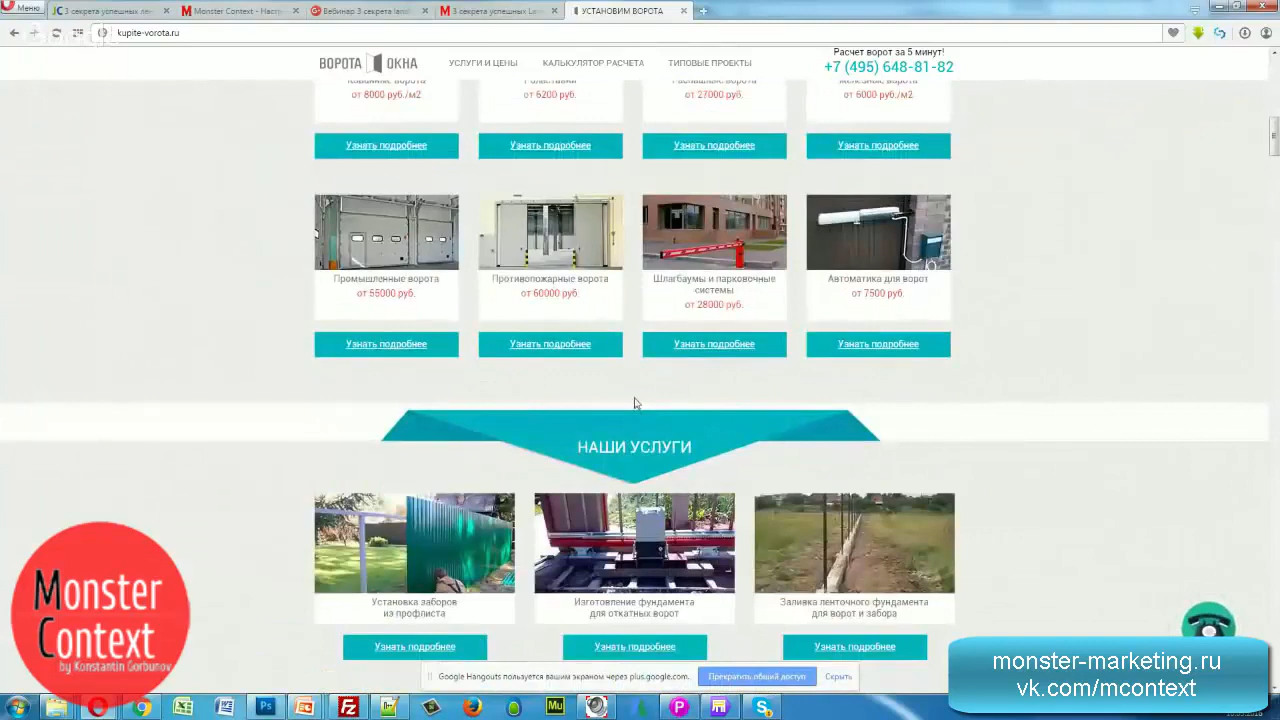 Меню
3 секрета успешных ле
Monster Context - Настр
Вебинар 3 секрета land
3 секрета успешных Lan
УСТАНОВИМ ВОРОТА
kupite-vorota.ru
ВОРОТА ОКНА
УСЛУГИ И ЦЕНЫ
КАЛЬКУЛЯТОР РАСЧЕТА
ТИПОВЫЕ ПРОЕКТЫ
Расчет ворот за 5 минут!
+7 (495) 648-81-82
от 8000 руб./м2
от 6200 руб.
от 27000 руб.
от 6000 руб./м2
Узнать подробнее
Узнать подробнее
Узнать подробнее
Узнать подробнее
Промышленные ворота
от 55000 руб.
Противопожарные ворота
от 60000 руб.
Шлагбаумы и парковочные
системы
от 28000 руб.
Автоматика для ворот
от 7500 руб.
Узнать подробнее
Узнать подробнее
Узнать подробнее
Узнать подробнее
НАШИ УСЛУГИ
Установка заборов
из профлиста
Изготовление фундамента
для откатных ворот
Заливка ленточного фундамента
для ворот и забора
Узнать подробнее
Узнать подробнее
Узнать подробнее
Google Hangouts пользуется вашим экраном через plus.google.com.
Прекратить общий доступ
Скрыть
Monster
Context
by Konstantin Gorbunov
monster-marketing.ru
vk.com/mcontext